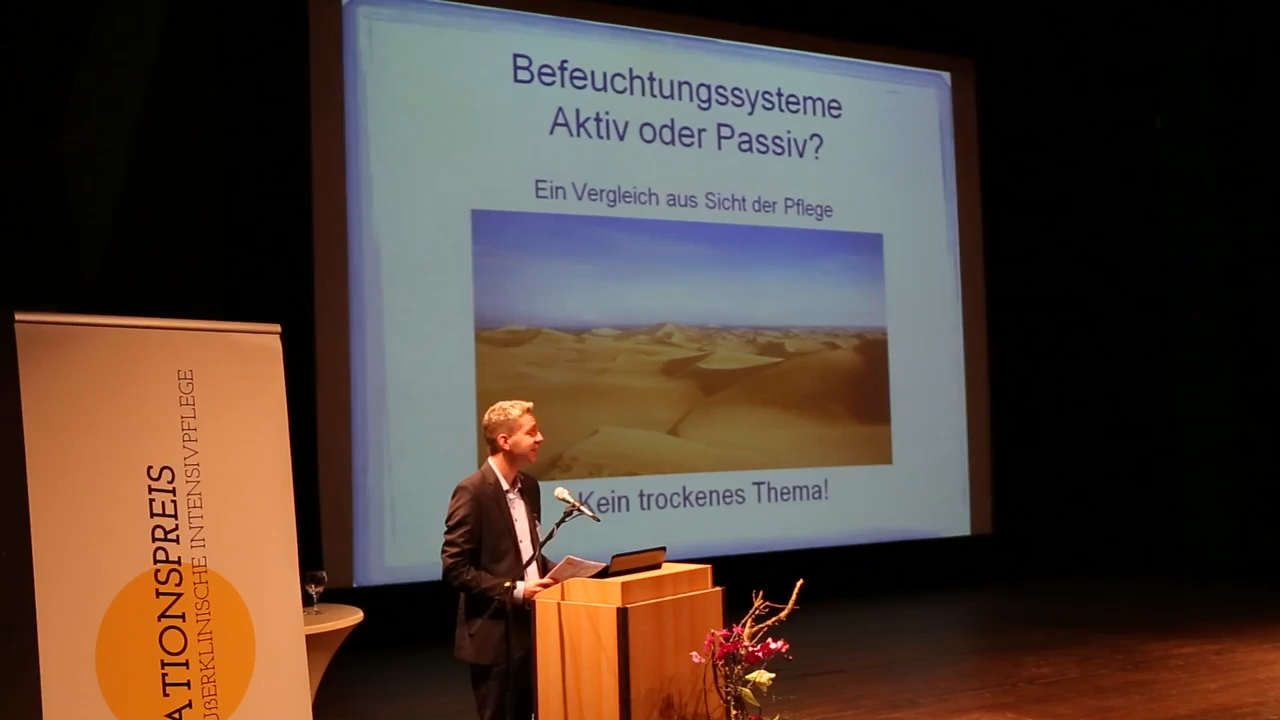 Befeuchtungssysteme
Aktiv oder Passiv?
Ein Vergleich aus Sicht der Pflege
Kein trockenes Thema!
ATIONSPREIS
UßERKLINISCHE INTENSIVPFLEGE